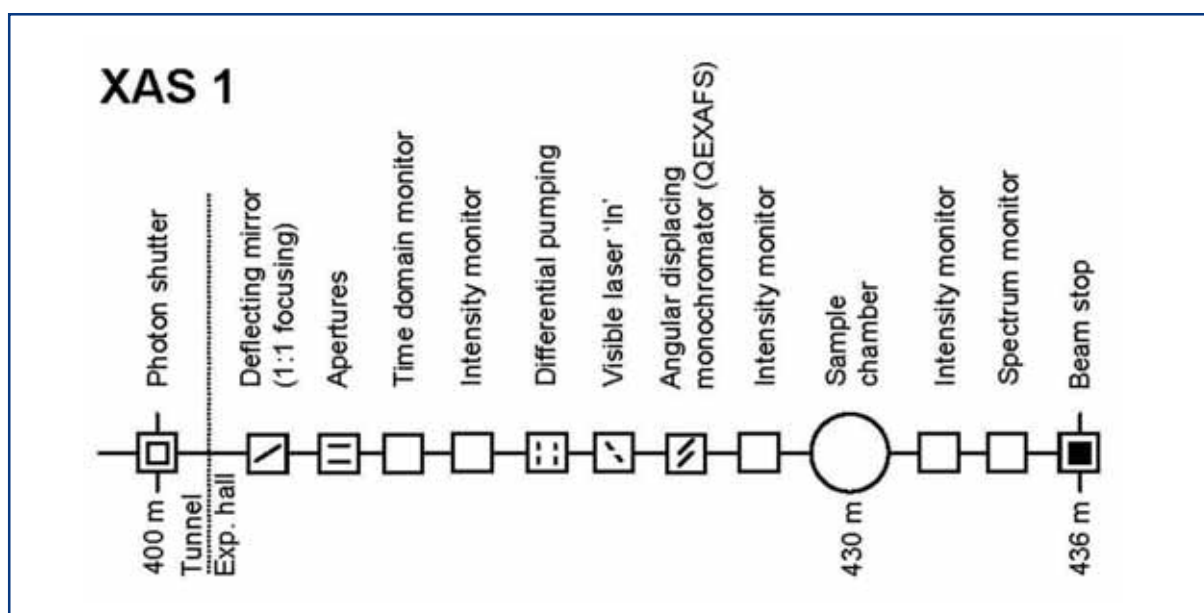 XAS 1
Photon shutter
Deflecting mirror
(1:1 focusing)
Apertures
Time domain monitor
Intensity monitor
Differential pumping
Visible laser 'In'
Angular displacing
monochromator (QEXAFS)
Intensity monitor
Sample
chamber
Intensity monitor
Spectrum monitor
Beam stop
400 m
Tunnel
Exp. hall
430 m
436 m